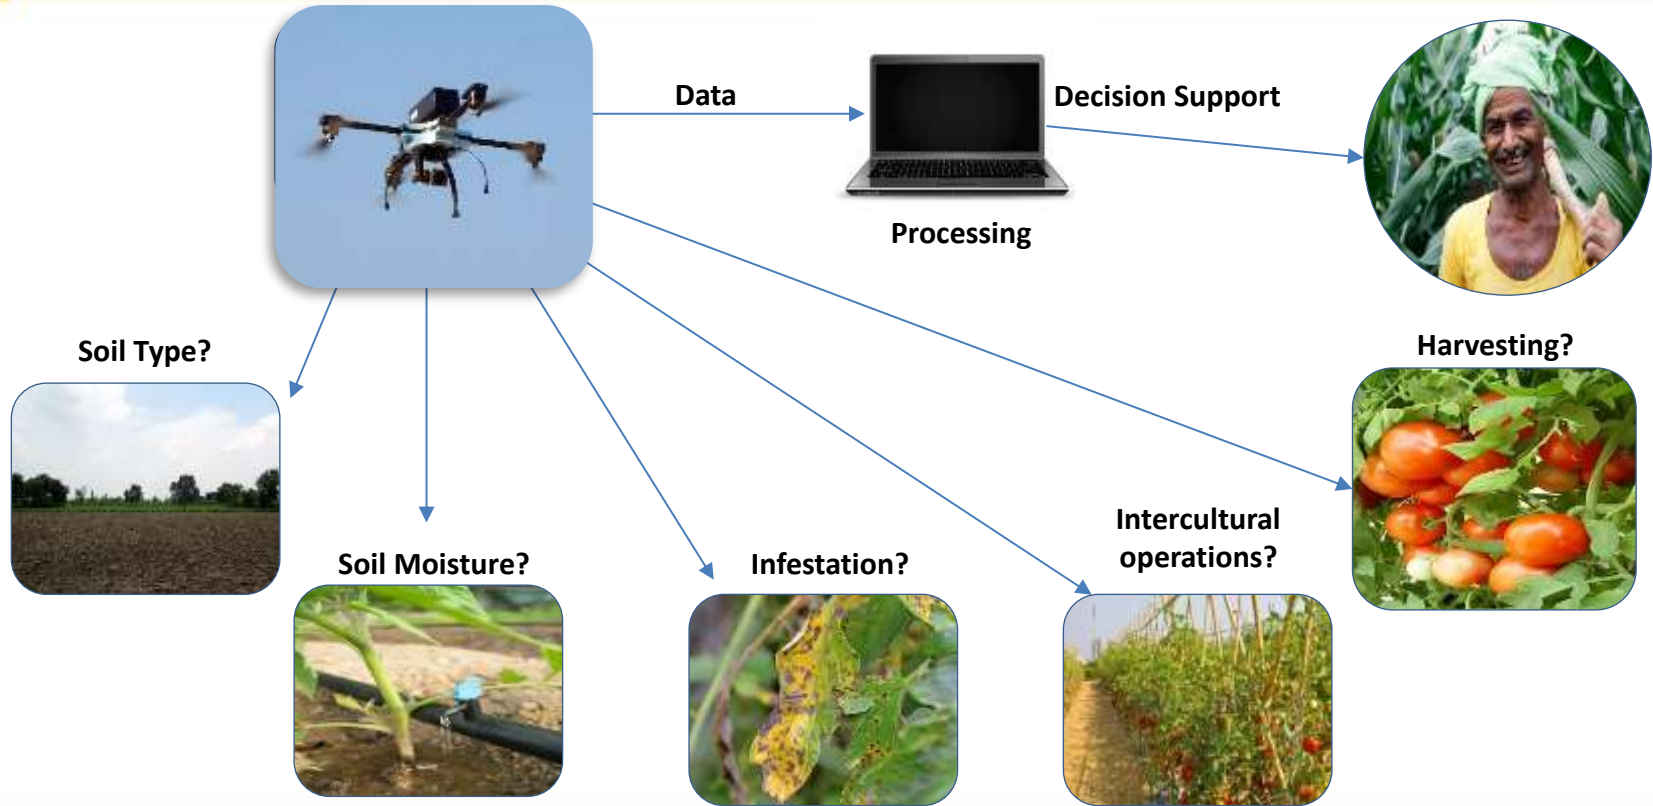 Data
Decision Support
Processing
Soil Type?
Harvesting?
Soil Moisture?
Infestation?
Intercultural
operations?